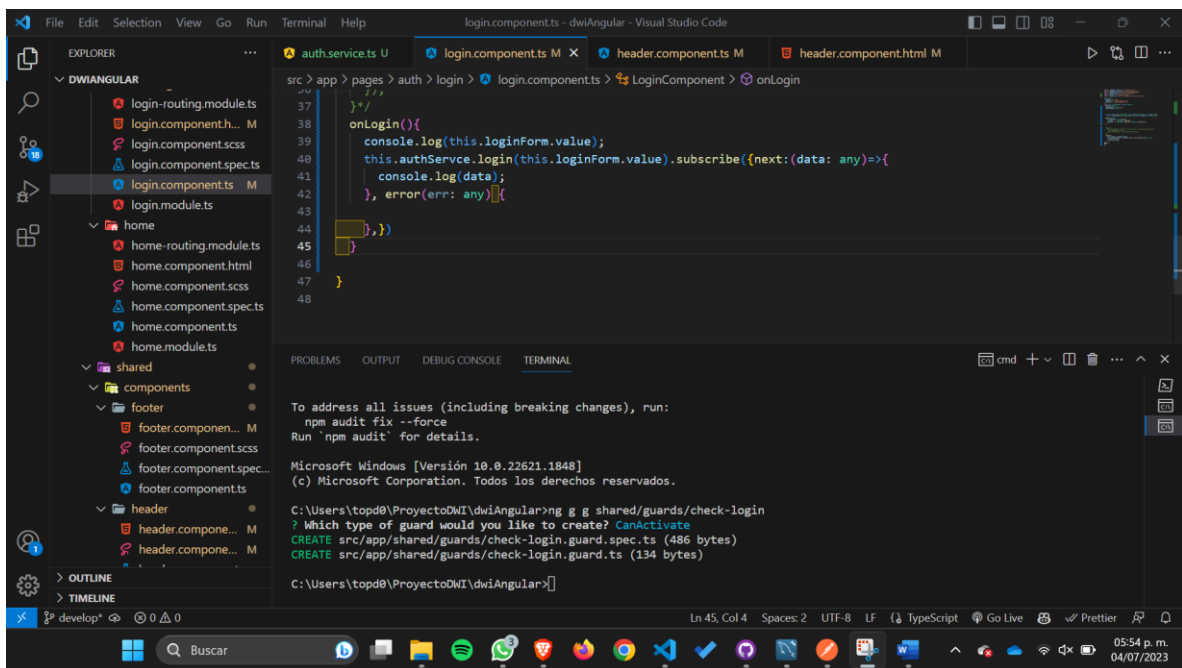 File Edit Selection View Go Run Terminal Help login.component.ts - dwiAngular - Visual Studio Code
EXPLORER ...
auth.service.ts U login.component.ts M header.component.ts M header.component.html M
DWIANGULAR
src > app > pages > auth > login > login.component.ts > LoginComponent > onLogin
login-routing.module.ts
login.component.h... M
login.component.scss
login.component.spec.ts
login.component.ts M
login.module.ts
home
home-routing.module.ts
home.component.html
home.component.scss
home.component.spec.ts
home.component.ts
home.module.ts
shared
components
footer
footer.componen... M
footer.component.scss
footer.component.spec...
footer.component.ts
header
header.compone... M
header.compone... M
OUTLINE
TIMELINE
36 });
37 }*/
38 onLogin(){
39 console.log(this.loginForm.value);
40 this.authServce.login(this.loginForm.value).subscribe({next:(data: any)=>{
41 console.log(data);
42 }, error(err: any) {
43
44 },})
45 }
46
47 }
48
PROBLEMS OUTPUT DEBUG CONSOLE TERMINAL cmd
To address all issues (including breaking changes), run:
npm audit fix --force
Run `npm audit` for details.
Microsoft Windows [Versión 10.0.22621.1848]
(c) Microsoft Corporation. Todos los derechos reservados.
C:\Users\topd0\ProyectoDWI\dwiAngular>ng g g shared/guards/check-login
? Which type of guard would you like to create? CanActivate
CREATE src/app/shared/guards/check-login.guard.spec.ts (486 bytes)
CREATE src/app/shared/guards/check-login.guard.ts (134 bytes)
C:\Users\topd0\ProyectoDWI\dwiAngular>
18
1
develop* 0 0 Ln 45, Col 4 Spaces: 2 UTF-8 LF {} TypeScript Go Live Prettier
Buscar 3 05:54 p. m.
04/07/2023